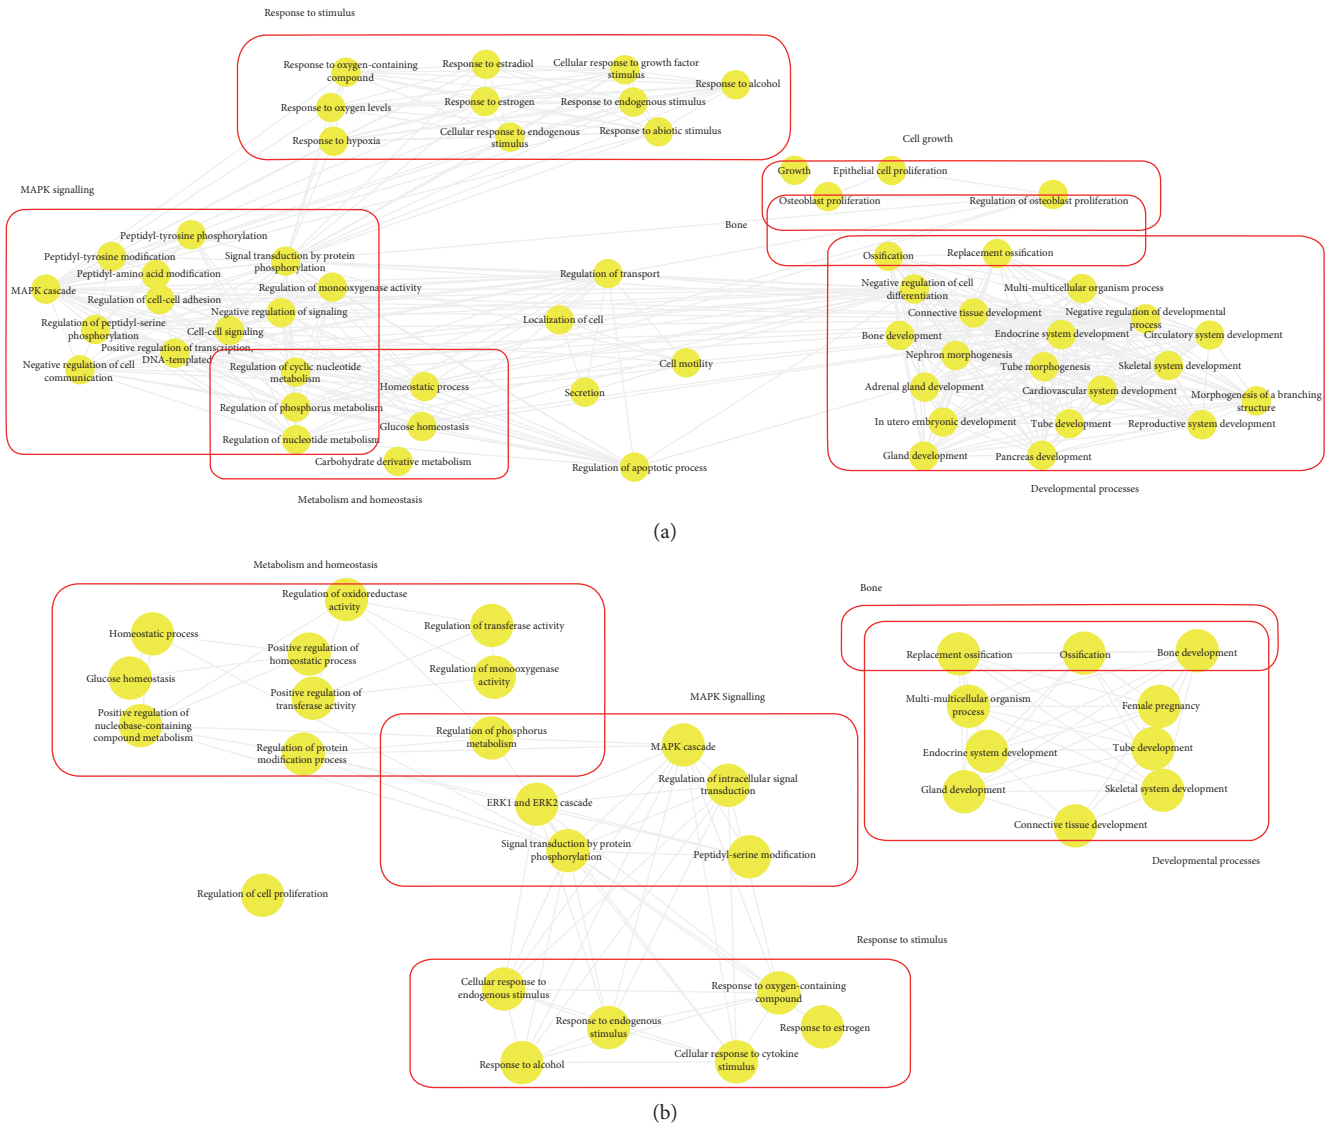 Response to stimulus
Response to oxygen-containing
compound
Response to estradiol
Cellular response to growth factor
stimulus
Response to alcohol
Response to oxygen levels
Response to estrogen
Response to endogenous stimulus
Response to hypoxia
Cellular response to endogenous
stimulus
Response to abiotic stimulus
Cell growth
Growth
Epithelial cell proliferation
Osteoblast proliferation
Regulation of osteoblast proliferation
MAPK signalling
Bone
Peptidyl-tyrosine phosphorylation
Peptidyl-tyrosine modification
Signal transduction by protein
phosphorylation
Peptidyl-amino acid modification
MAPK cascade
Regulation of monooxygenase activity
Regulation of cell-cell adhesion
Negative regulation of signaling
Regulation of peptidyl-serine
phosphorylation
Cell-cell signaling
Positive regulation of transcription,
DNA-templated
Negative regulation of cell
communication
Regulation of cyclic nucleotide
metabolism
Homeostatic process
Regulation of phosphorus metabolism
Glucose homeostasis
Regulation of nucleotide metabolism
Carbohydrate derivative metabolism
Metabolism and homeostasis
Regulation of transport
Localization of cell
Cell motility
Secretion
Regulation of apoptotic process
Ossification
Replacement ossification
Negative regulation of cell
differentiation
Multi-multicellular organism process
Connective tissue development
Negative regulation of developmental
process
Bone development
Endocrine system development
Circulatory system development
Nephron morphogenesis
Tube morphogenesis
Skeletal system development
Adrenal gland development
Cardiovascular system development
Morphogenesis of a branching
structure
In utero embryonic development
Tube development
Reproductive system development
Gland development
Pancreas development
Developmental processes
(a)
Metabolism and homeostasis
Regulation of oxidoreductase
activity
Homeostatic process
Regulation of transferase activity
Positive regulation of
homeostatic process
Glucose homeostasis
Regulation of monooxygenase
activity
Positive regulation of
transferase activity
Positive regulation of
nucleobase-containing
compound metabolism
Regulation of protein
modification process
Regulation of phosphorus
metabolism
MAPK Signalling
MAPK cascade
Regulation of intracellular signal
transduction
ERK1 and ERK2 cascade
Signal transduction by protein
phosphorylation
Peptidyl-serine modification
Regulation of cell proliferation
Bone
Replacement ossification
Ossification
Bone development
Multi-multicellular organism
process
Female pregnancy
Endocrine system development
Tube development
Gland development
Skeletal system development
Connective tissue development
Developmental processes
Response to stimulus
Cellular response to
endogenous stimulus
Response to oxygen-containing
compound
Response to endogenous
stimulus
Response to estrogen
Response to alcohol
Cellular response to cytokine
stimulus
(b)